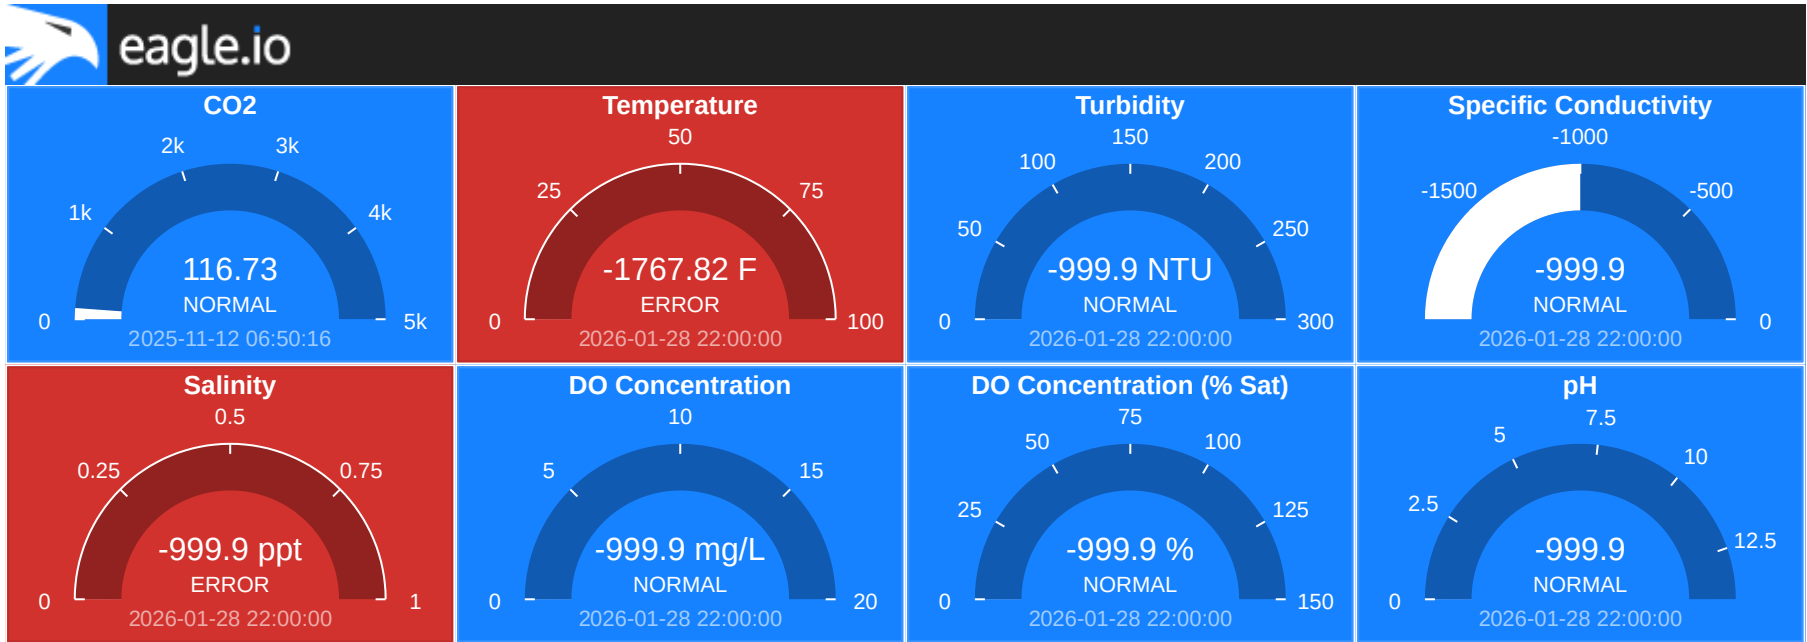 eagle.io
CO2
2k 3k
1k 4k
0 5k
116.73
NORMAL
2025-11-12 06:50:16
Temperature
50
25 75
0 100
-1767.82 F
ERROR
2026-01-28 22:00:00
Turbidity
150
100 200
50 250
0 300
-999.9 NTU
NORMAL
2026-01-28 22:00:00
Specific Conductivity
-1000
-1500 -500
0
-999.9
NORMAL
2026-01-28 22:00:00
Salinity
0.5
0.25 0.75
0 1
-999.9 ppt
ERROR
2026-01-28 22:00:00
DO Concentration
10
5 15
0 20
-999.9 mg/L
NORMAL
2026-01-28 22:00:00
DO Concentration (% Sat)
75
50 100
25 125
0 150
-999.9 %
NORMAL
2026-01-28 22:00:00
pH
7.5
5 10
2.5 12.5
0
-999.9
NORMAL
2026-01-28 22:00:00